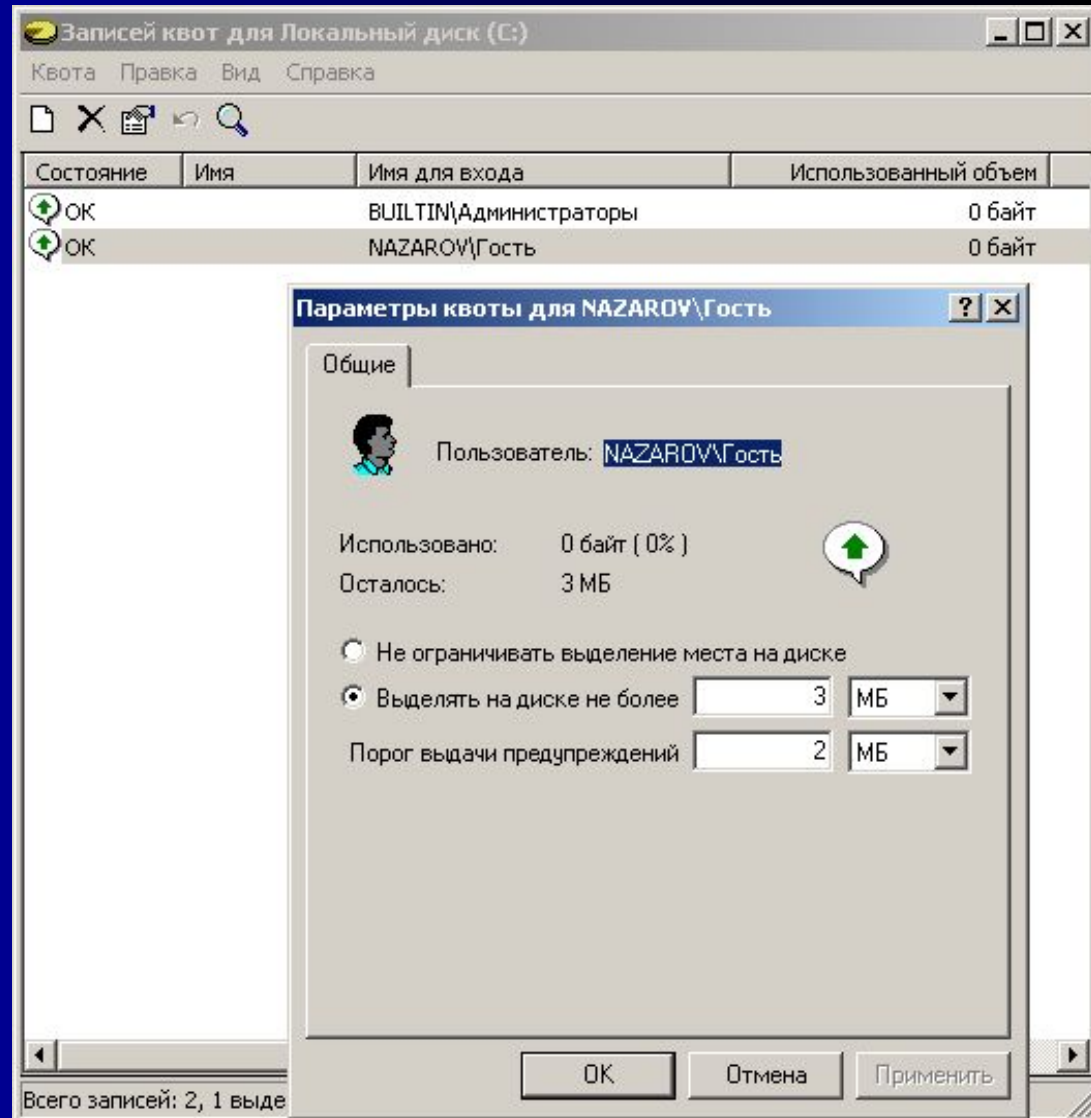 Записей квот для Локальный диск (C:)
Квота Правка Вид Справка
Состояние Имя Имя для входа Использованный объем
ОК BUILTIN\Администраторы 0 байт
ОК NAZAROV\Гость 0 байт
Параметры квоты для NAZAROV\Гость
Общие
Пользователь: NAZAROV\Гость
Использовано: 0 байт ( 0% )
Осталось: 3 МБ
Не ограничивать выделение места на диске
Выделять на диске не более 3 МБ
Порог выдачи предупреждений 2 МБ
ОК Отмена Применить
Всего записей: 2, 1 выде